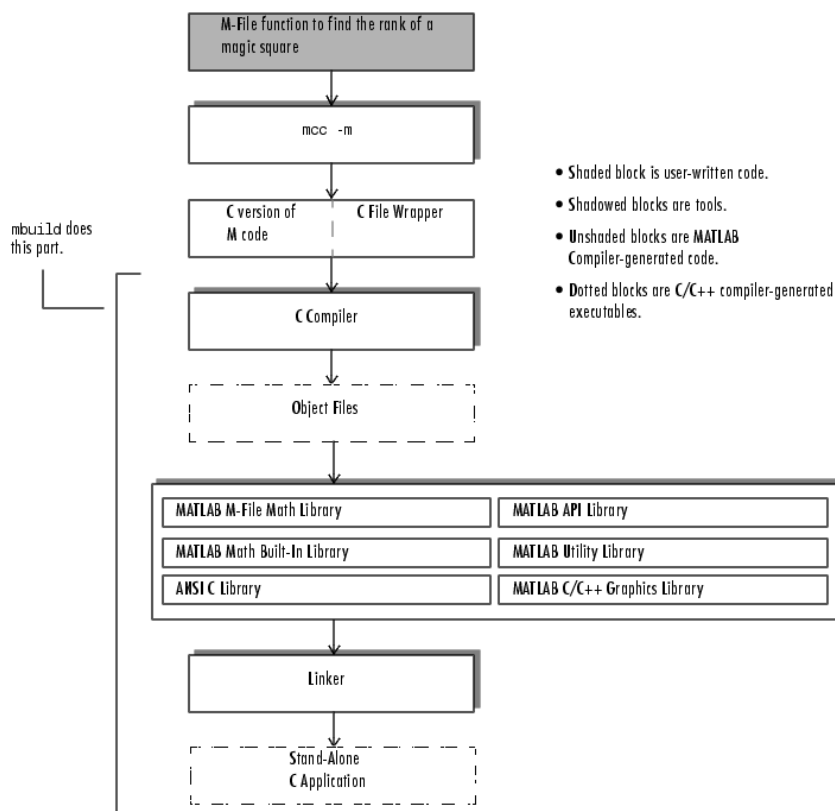 M-File function to find the rank of a
magic square
mcc -m
C version of
M code
C File Wrapper
mbuild does
this part.
C Compiler
Object Files
MATLAB M-File Math Library
MATLAB API Library
MATLAB Math Built-In Library
MATLAB Utility Library
ANSI C Library
MATLAB C/C++ Graphics Library
Linker
Stand-Alone
C Application
• Shaded block is user-written code.
• Shadowed blocks are tools.
• Unshaded blocks are MATLAB
Compiler-generated code.
• Dotted blocks are C/C++ compiler-generated
executables.